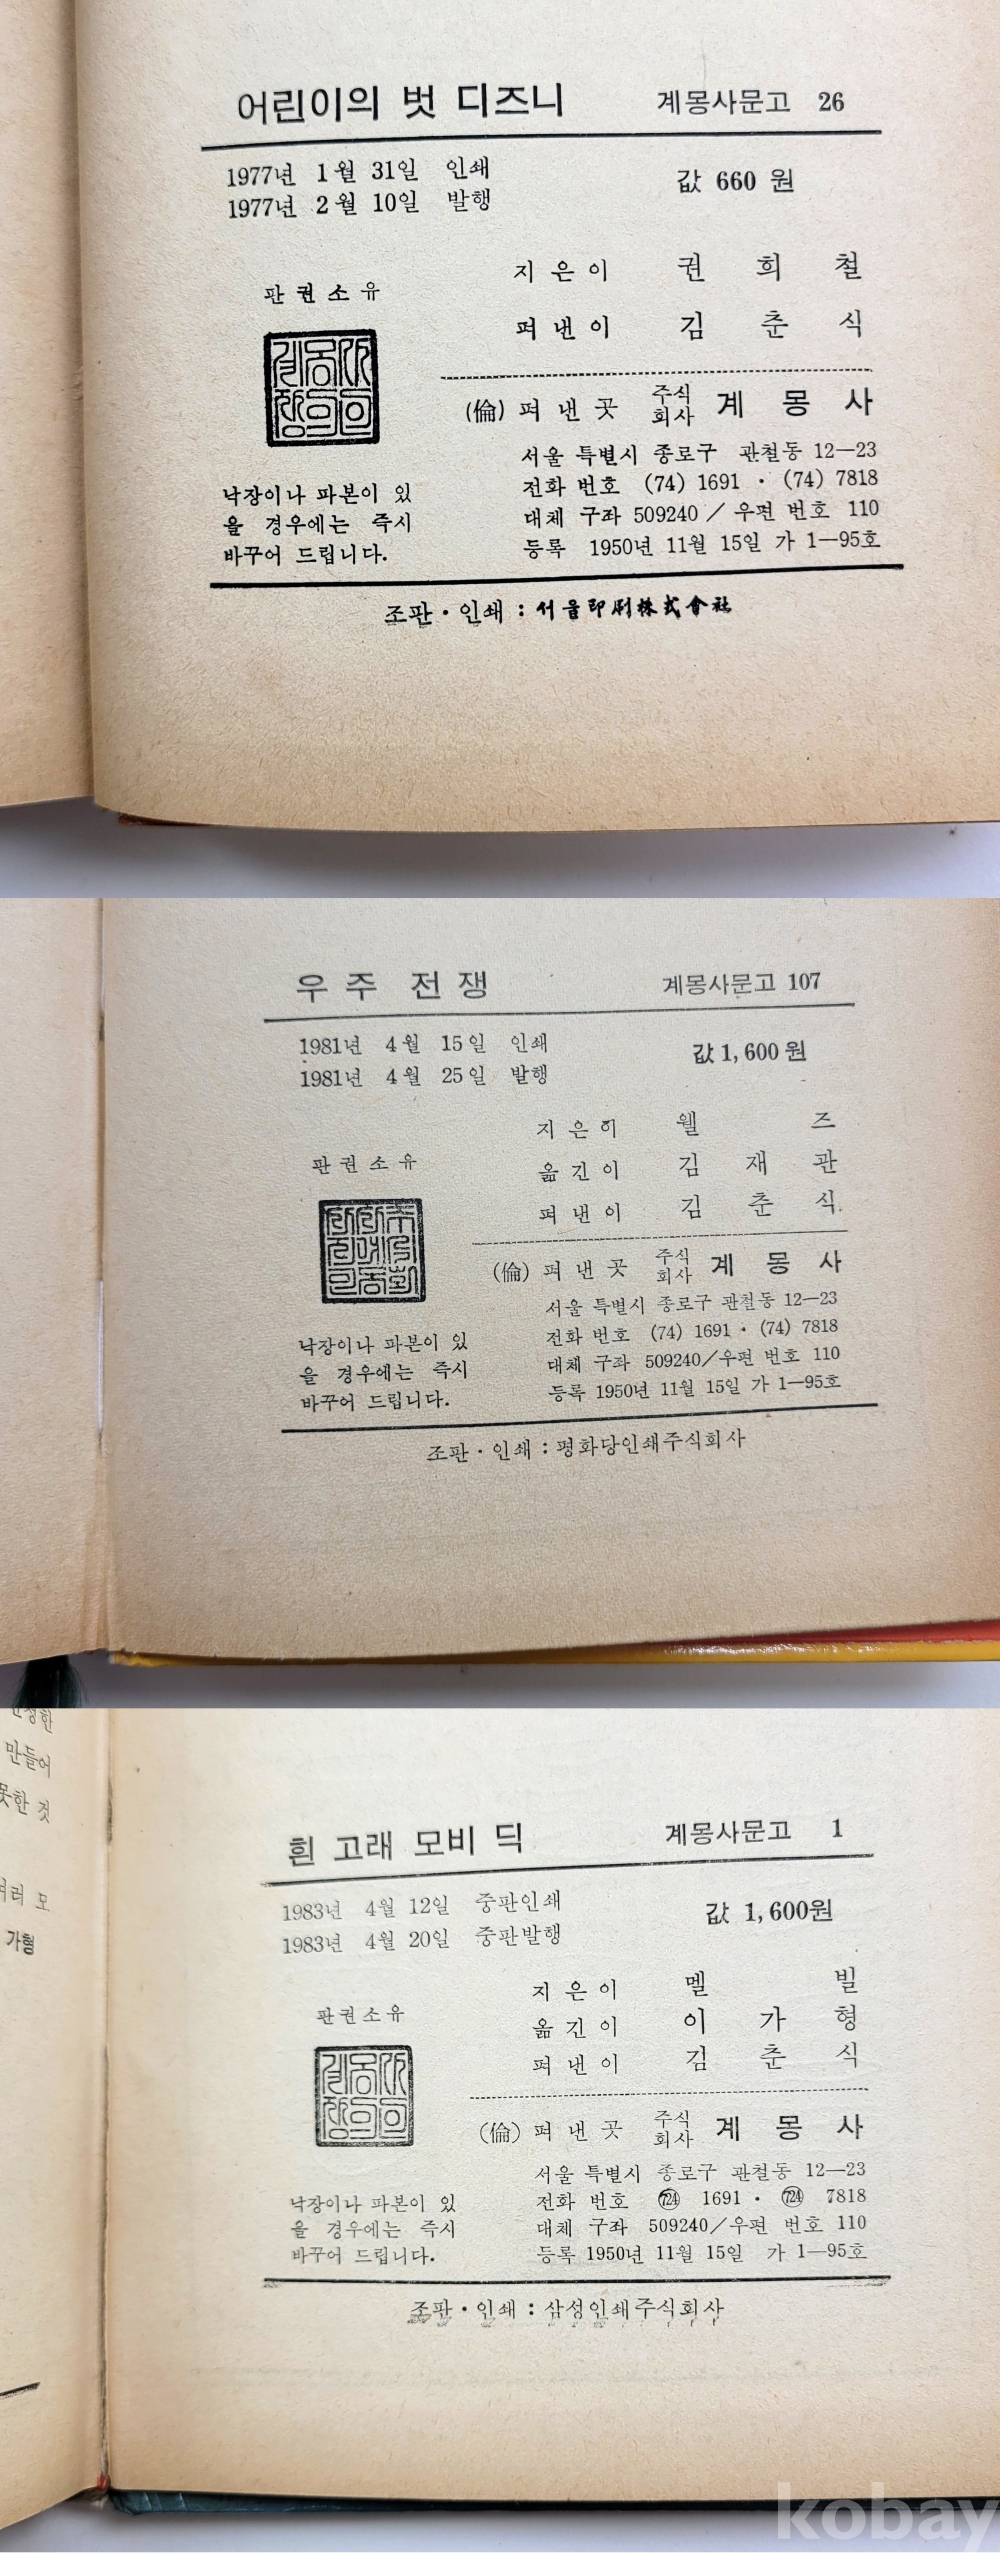 어린이의 벗 디즈니 계몽사문고 26
1977년 1월 31일 인쇄
1977년 2월 10일 발행
값 660 원
지은이 권희철
펴낸이 김춘식
판권소유
(倫) 펴낸곳 주식회사 계몽사
서울 특별시 종로구 관철동 12—23
전화 번호 (74) 1691 · (74) 7818
대체 구좌 509240 / 우편 번호 110
등록 1950년 11월 15일 가 1—95호
낙장이나 파본이 있
을 경우에는 즉시
바꾸어 드립니다.
조판·인쇄 : 서울印刷株式會社
우주 전쟁 계몽사문고 107
1981년 4월 15일 인쇄
1981년 4월 25일 발행
값 1,600원
지은이 웰즈
옮긴이 김재관
펴낸이 김춘식
판권소유
(倫) 펴낸곳 주식회사 계몽사
서울 특별시 종로구 관철동 12—23
전화 번호 (74) 1691 · (74) 7818
대체 구좌 509240/우편 번호 110
등록 1950년 11월 15일 가 1—95호
낙장이나 파본이 있
을 경우에는 즉시
바꾸어 드립니다.
조판·인쇄 : 평화당인쇄주식회사
만들어
못한 것
여러 모
가형
흰 고래 모비 딕 계몽사문고 1
1983년 4월 12일 중판인쇄
1983년 4월 20일 중판발행
값 1,600원
지은이 멜빌
옮긴이 이가형
펴낸이 김춘식
판권소유
(倫) 펴낸곳 주식회사 계몽사
서울 특별시 종로구 관철동 12—23
전화 번호 (724) 1691 · (724) 7818
대체 구좌 509240/우편 번호 110
등록 1950년 11월 15일 가 1—95호
낙장이나 파본이 있
을 경우에는 즉시
바꾸어 드립니다.
조판·인쇄 : 삼성인쇄주식회사
kobay